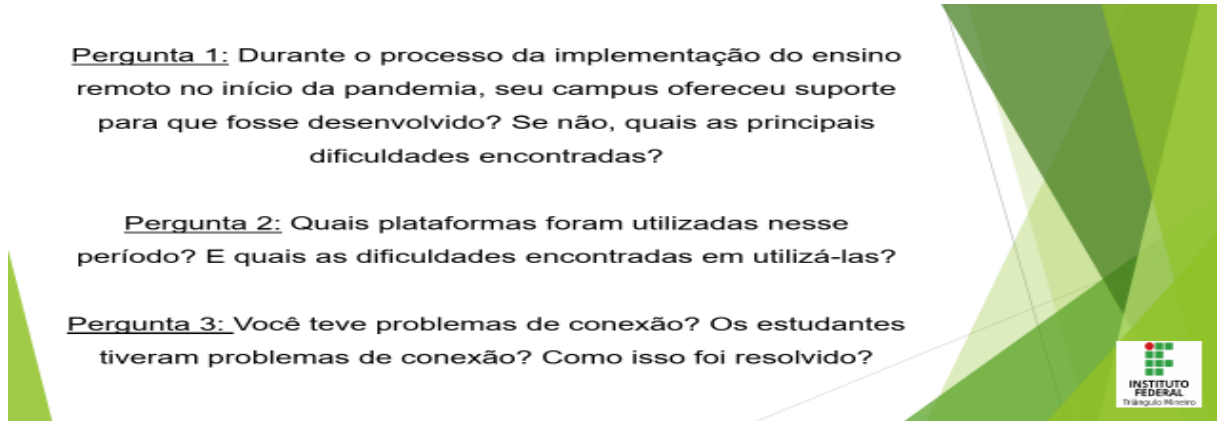 Pergunta 1: Durante o processo da implementação do ensino
remoto no início da pandemia, seu campus ofereceu suporte
para que fosse desenvolvido? Se não, quais as principais
dificuldades encontradas?
Pergunta 2: Quais plataformas foram utilizadas nesse
período? E quais as dificuldades encontradas em utilizá-las?
Pergunta 3: Você teve problemas de conexão? Os estudantes
tiveram problemas de conexão? Como isso foi resolvido?
INSTITUTO
FEDERAL
Triângulo Mineiro